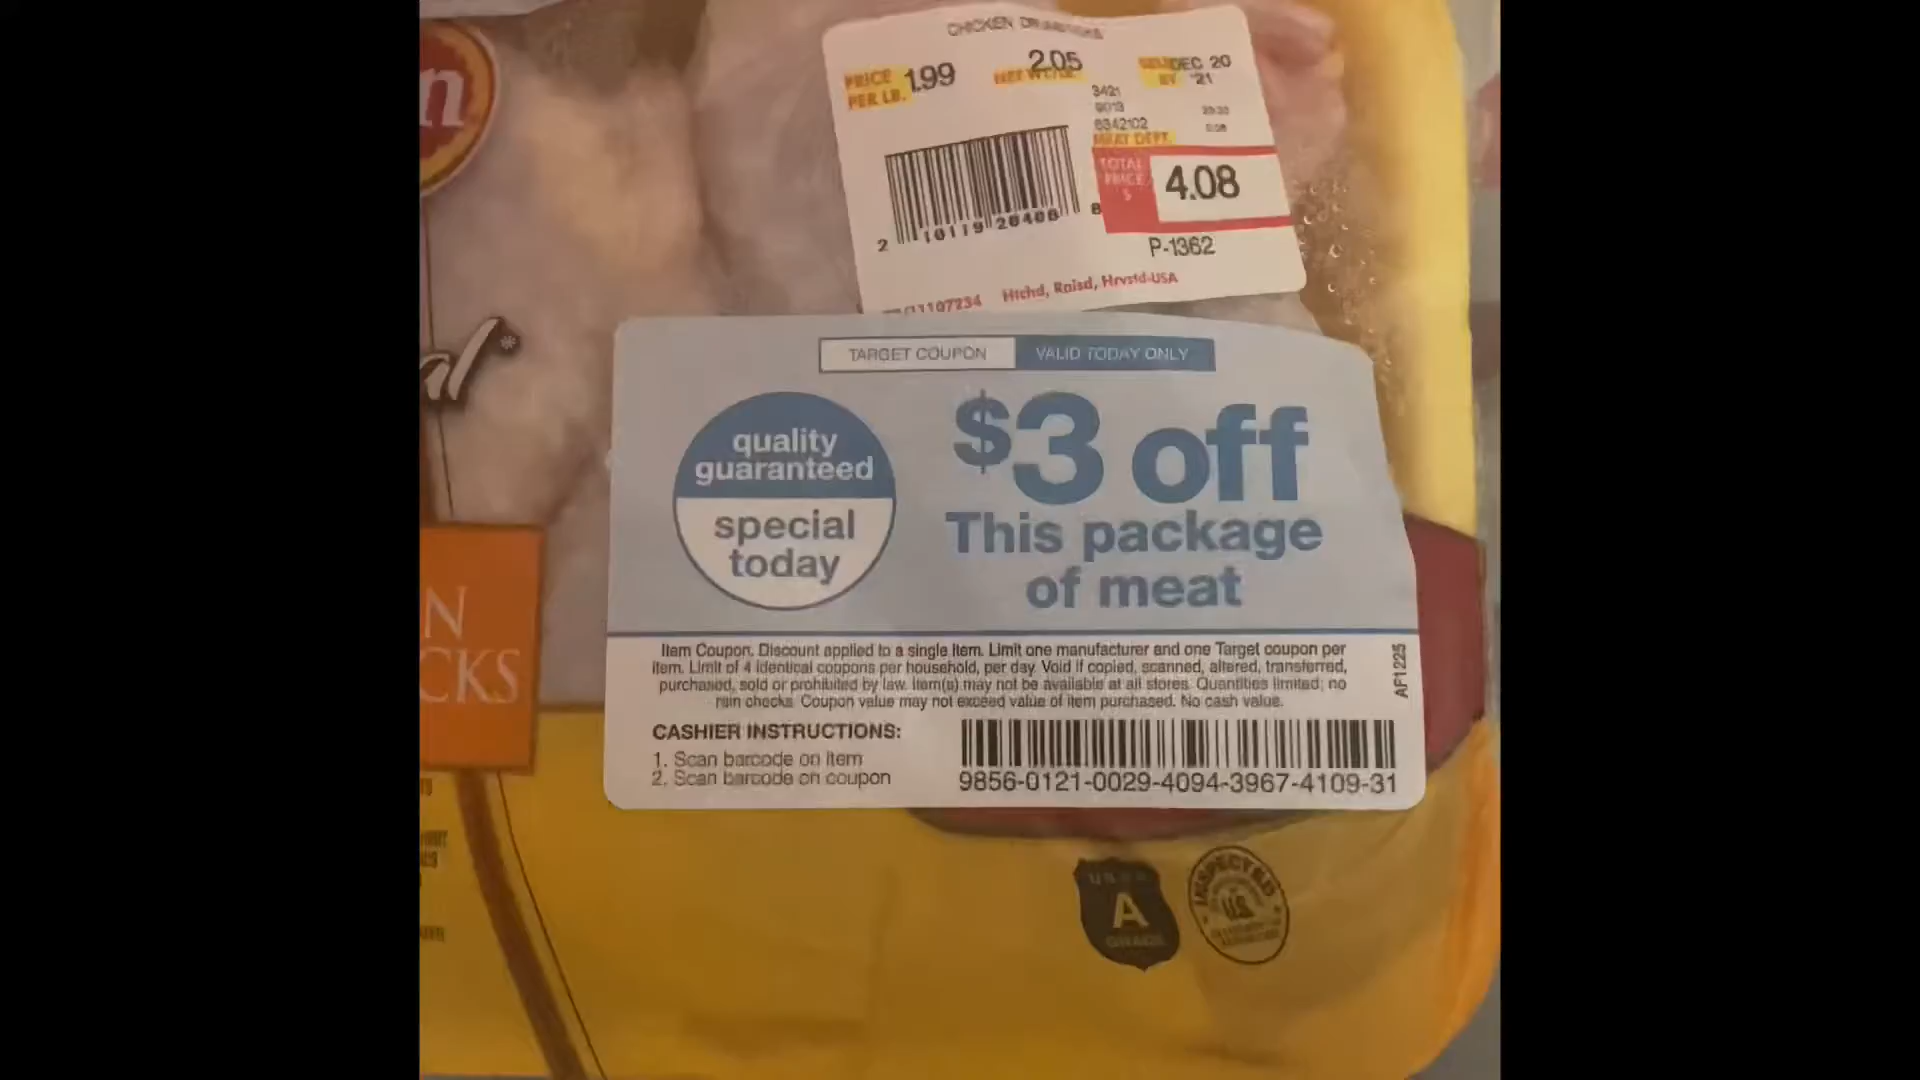 CHICKEN DRUMSTICKS
PRICE PER LB. 1.99
NET WT/LB. 2.05
SELL BY DEC 20 '21
3421
9013
8342102
MEAT DEPT.
TOTAL PRICE $ 4.08
2 10119 20408 8
P-1362
11107234 Htchd, Raisd, Hrvstd-USA
n
al*
N
CKS
TARGET COUPON VALID TODAY ONLY
quality
guaranteed
special
today
$3 off
This package
of meat
Item Coupon. Discount applied to a single item. Limit one manufacturer and one Target coupon per
item. Limit of 4 identical coupons per household, per day. Void if copied, scanned, altered, transferred,
purchased, sold or prohibited by law. Item(s) may not be available at all stores. Quantities limited; no
rain checks. Coupon value may not exceed value of item purchased. No cash value.
AF1225
CASHIER INSTRUCTIONS:
1. Scan barcode on item
2. Scan barcode on coupon
9856-0121-0029-4094-3967-4109-31
USDA
A
GRADE
INSPECTED
U.S.